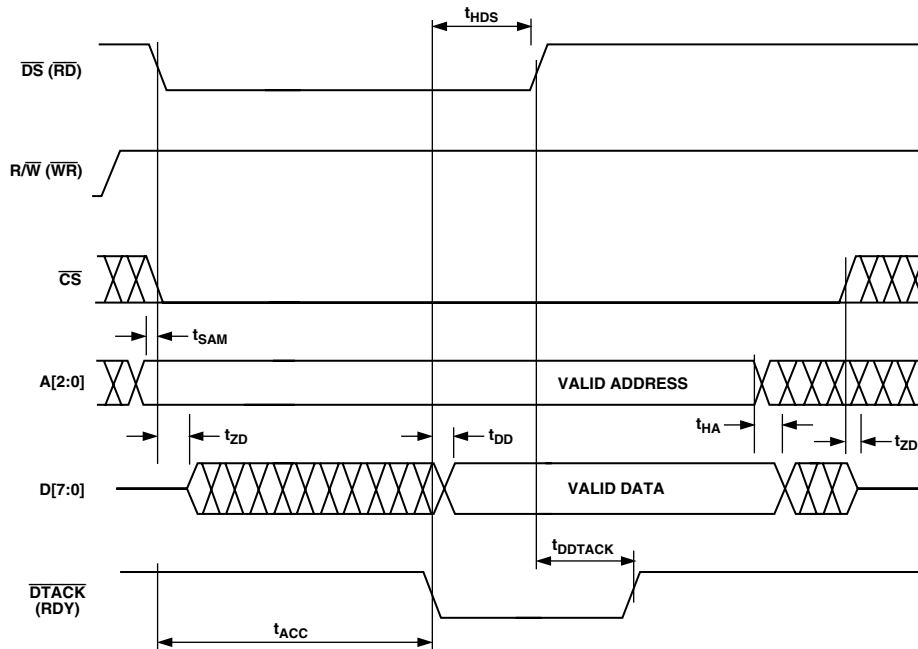 tHDS
DS (RD)
R/W (WR)
CS
tSAM
A[2:0]
VALID ADDRESS
tZD
tDD
tHA
tZD
D[7:0]
VALID DATA
tDDTACK
DTACK
(RDY)
tACC